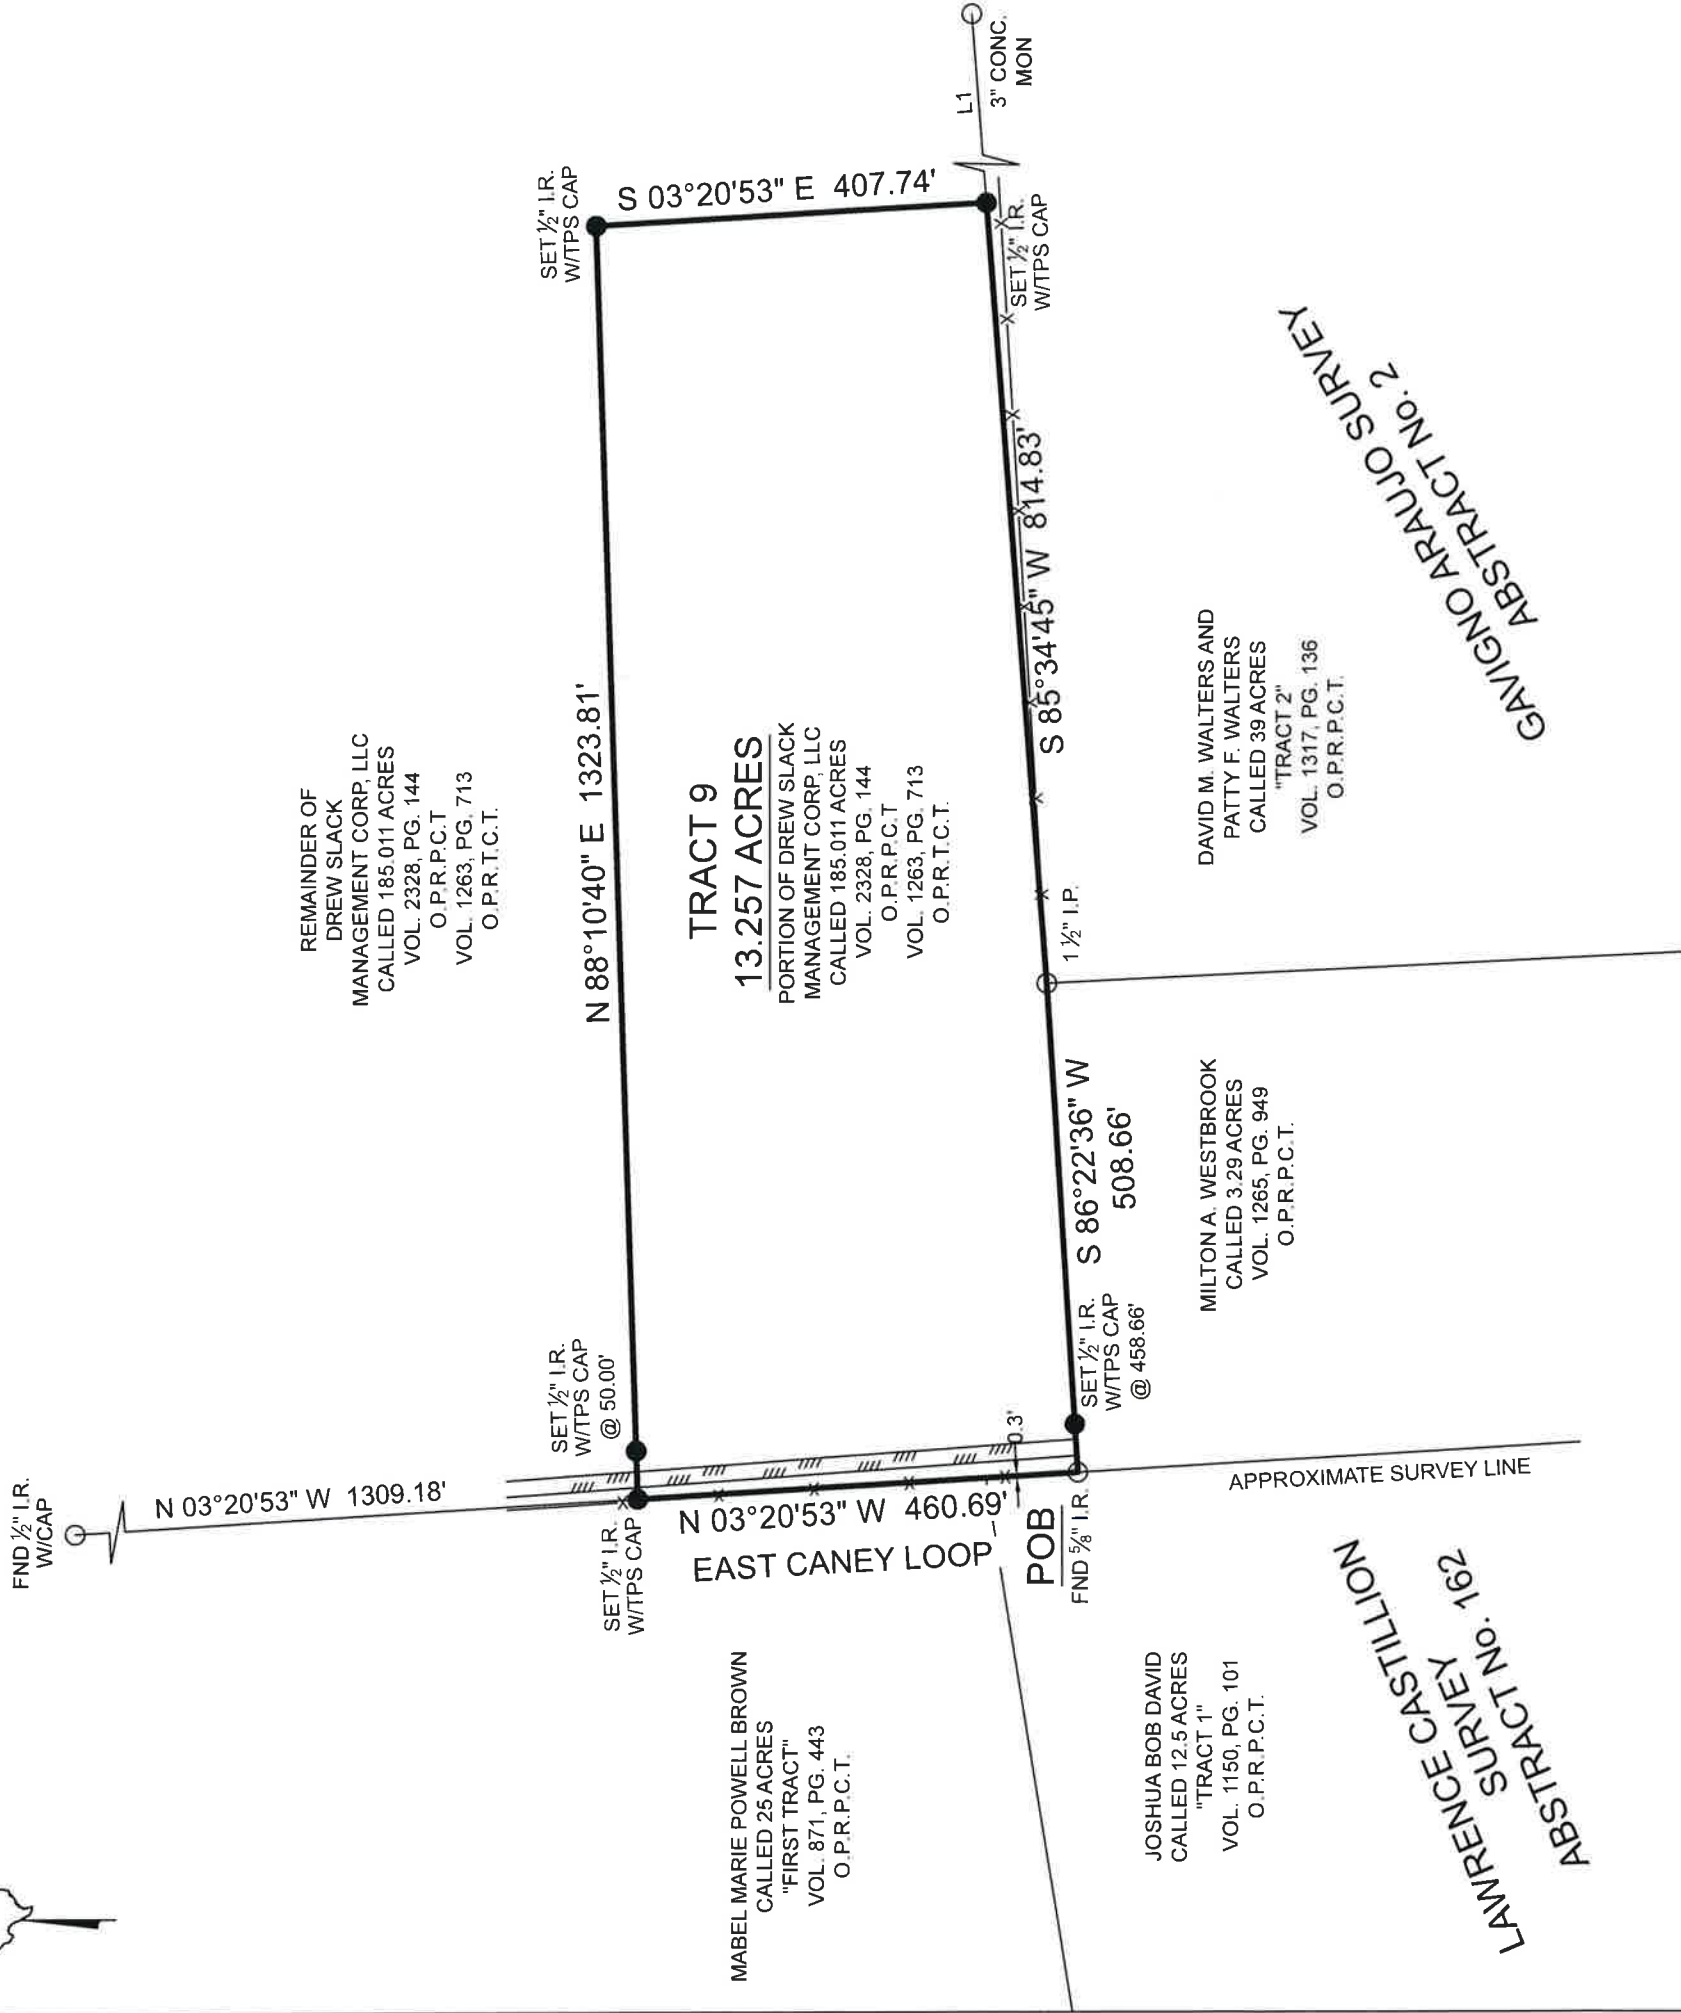 FND ½" I.R.
W/CAP
N 03°20'53" W 1309.18'
SET ½" I.R.
W/TPS CAP
SET ½" I.R.
W/TPS CAP
@ 50.00'
REMAINDER OF
DREW SLACK
MANAGEMENT CORP, LLC
CALLED 185.011 ACRES
VOL. 2328, PG. 144
O.P.R.P.C.T
VOL. 1263, PG. 713
O.P.R.T.C.T.
N 88°10'40" E 1323.81'
SET ½" I.R.
W/TPS CAP
S 03°20'53" E 407.74'
L1
3" CONC.
MON
SET ½" I.R.
W/TPS CAP
TRACT 9
13.257 ACRES
PORTION OF DREW SLACK
MANAGEMENT CORP, LLC
CALLED 185.011 ACRES
VOL. 2328, PG. 144
O.P.R.P.C.T
VOL. 1263, PG. 713
O.P.R.T.C.T.
S 85°34'45" W 814.83'
1 ½" I.P.
S 86°22'36" W
508.66'
SET ½" I.R.
W/TPS CAP
@ 458.66'
0.3'
N 03°20'53" W 460.69'
EAST CANEY LOOP
POB
FND ⅝" I.R.
APPROXIMATE SURVEY LINE
MABEL MARIE POWELL BROWN
CALLED 25 ACRES
"FIRST TRACT"
VOL. 871, PG. 443
O.P.R.P.C.T.
JOSHUA BOB DAVID
CALLED 12.5 ACRES
"TRACT 1"
VOL. 1150, PG. 101
O.P.R.P.C.T.
MILTON A. WESTBROOK
CALLED 3.29 ACRES
VOL. 1265, PG. 949
O.P.R.P.C.T.
DAVID M. WALTERS AND
PATTY F. WALTERS
CALLED 39 ACRES
"TRACT 2"
VOL. 1317, PG. 136
O.P.R.P.C.T.
LAWRENCE CASTILLION
SURVEY
ABSTRACT No. 162
GAVIGNO ARAUJO SURVEY
ABSTRACT No. 2